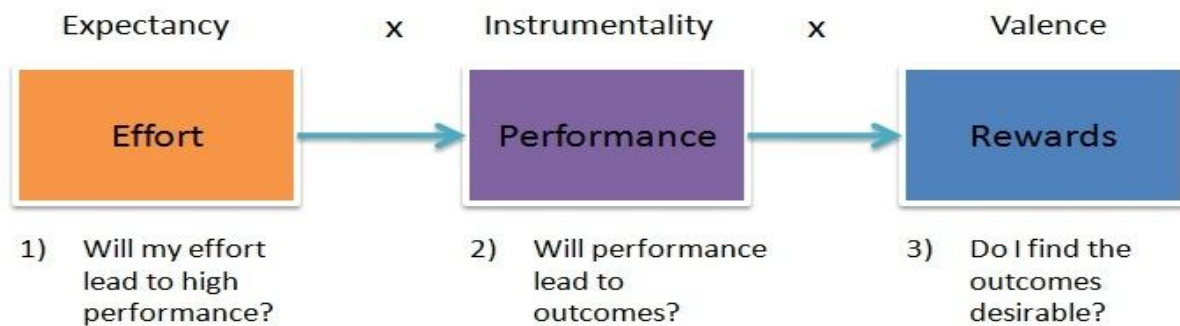 Expectancy x Instrumentality x Valence
Effort
Performance
Rewards
1) Will my effort
lead to high
performance?
2) Will performance
lead to
outcomes?
3) Do I find the
outcomes
desirable?